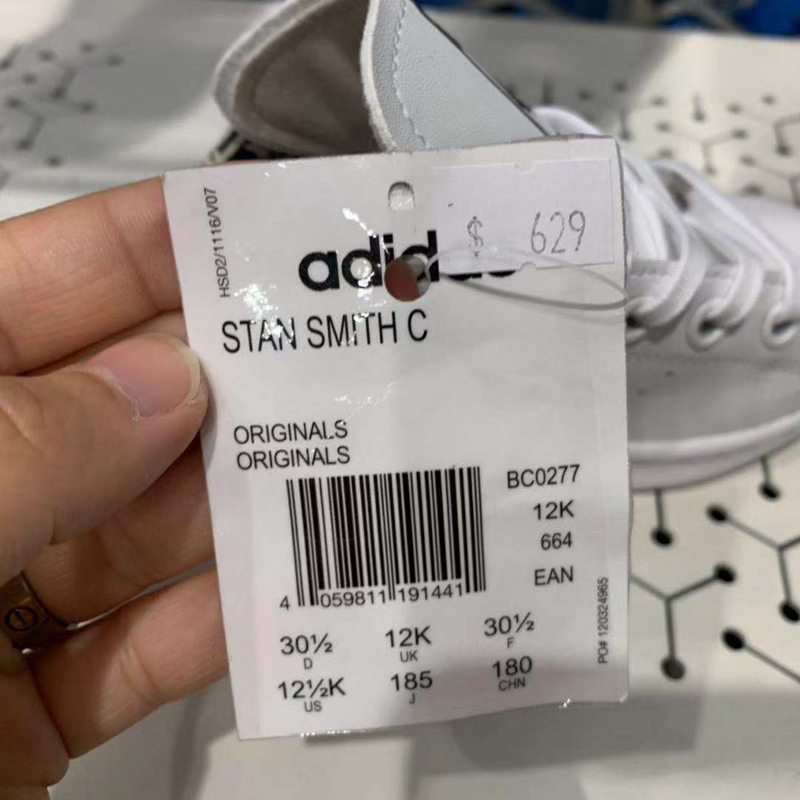 HSD2/1116/V07
$ 629
adidas
STAN SMITH C
ORIGINALS
ORIGINALS
BC0277
12K
664
EAN
4 059811 191441
PO# 120324965
30½ 12K 30½
D UK F
12½K 185 180
US J CHN